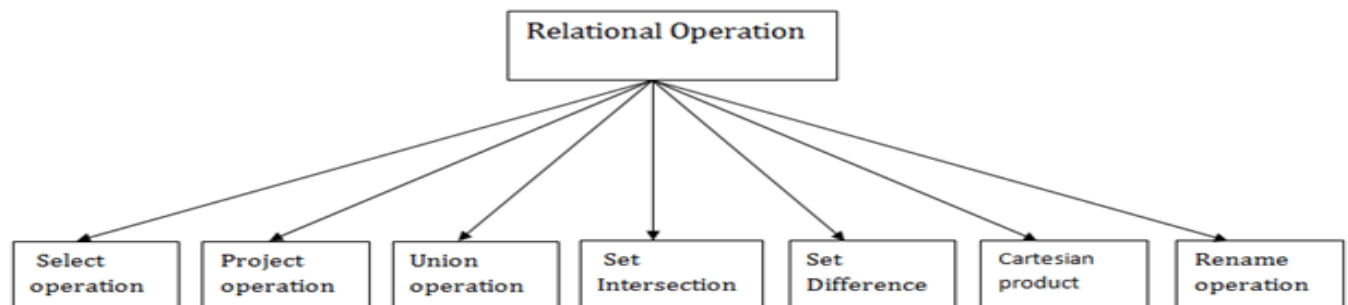 Relational Operation
Select
operation
Project
operation
Union
operation
Set
Intersection
Set
Difference
Cartesian
product
Rename
operation